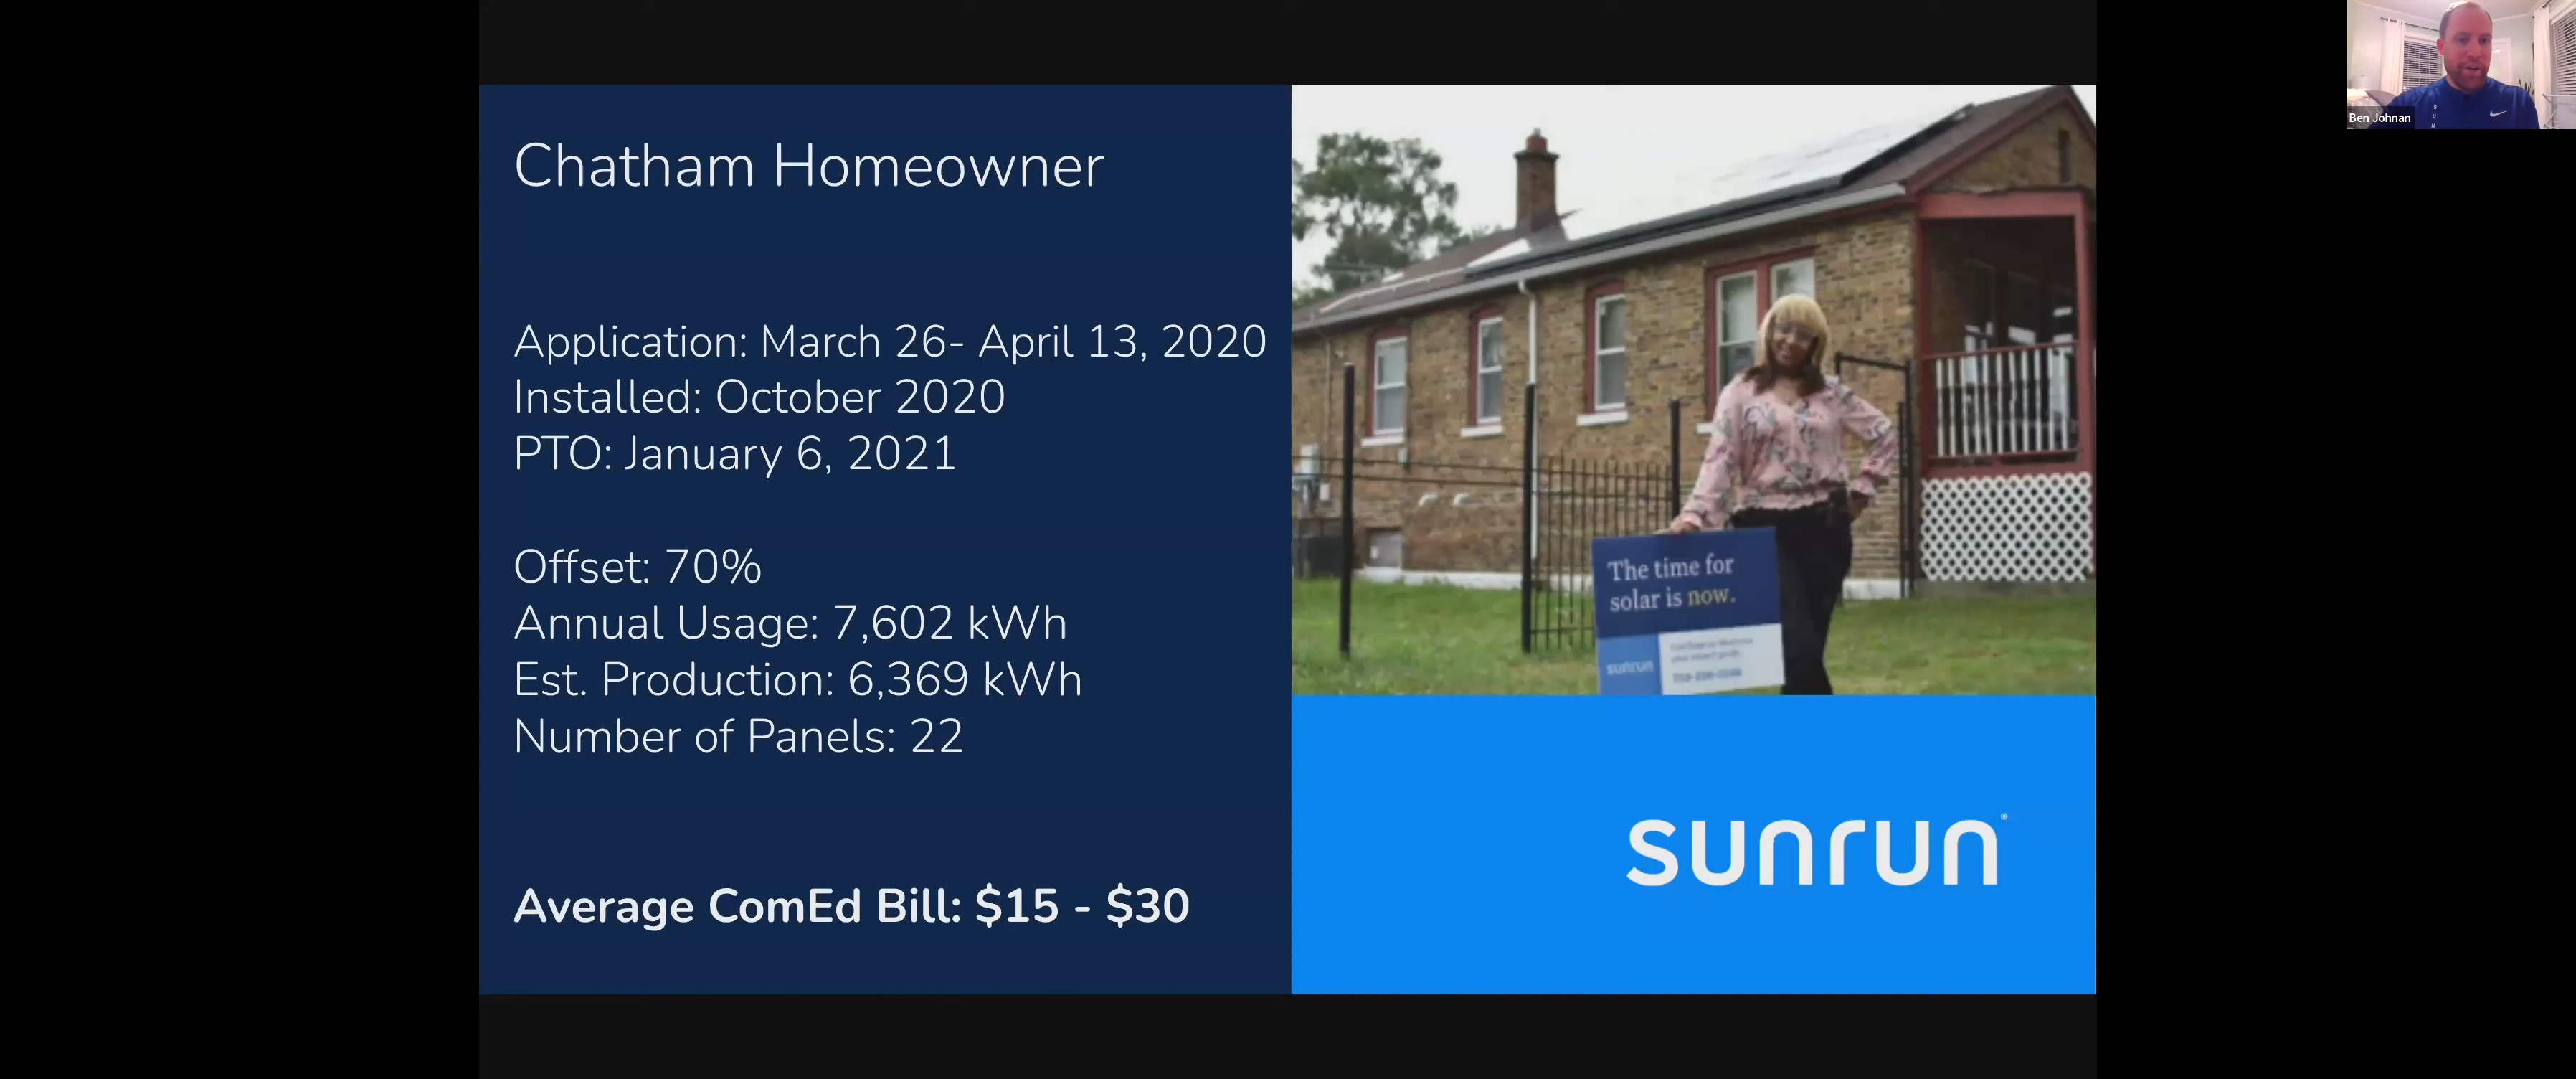 Chatham Homeowner
Application: March 26- April 13, 2020
Installed: October 2020
PTO: January 6, 2021
Offset: 70%
Annual Usage: 7,602 kWh
Est. Production: 6,369 kWh
Number of Panels: 22
Average ComEd Bill: $15 - $30
The time for
solar is now.
sunrun
sunrun
Ben Johnan